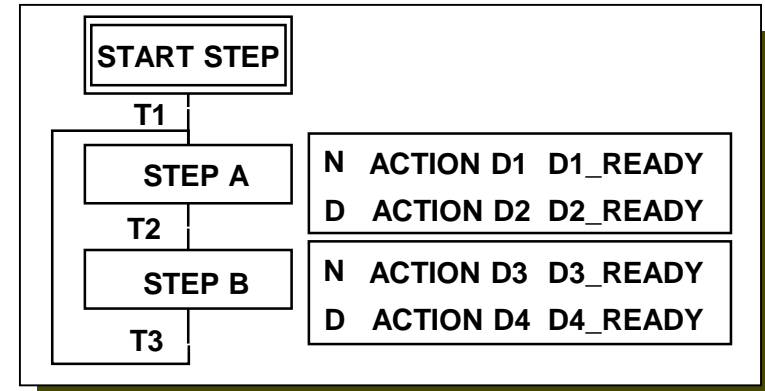 START STEP
T1
STEP A
N ACTION D1 D1_READY
D ACTION D2 D2_READY
T2
STEP B
N ACTION D3 D3_READY
D ACTION D4 D4_READY
T3